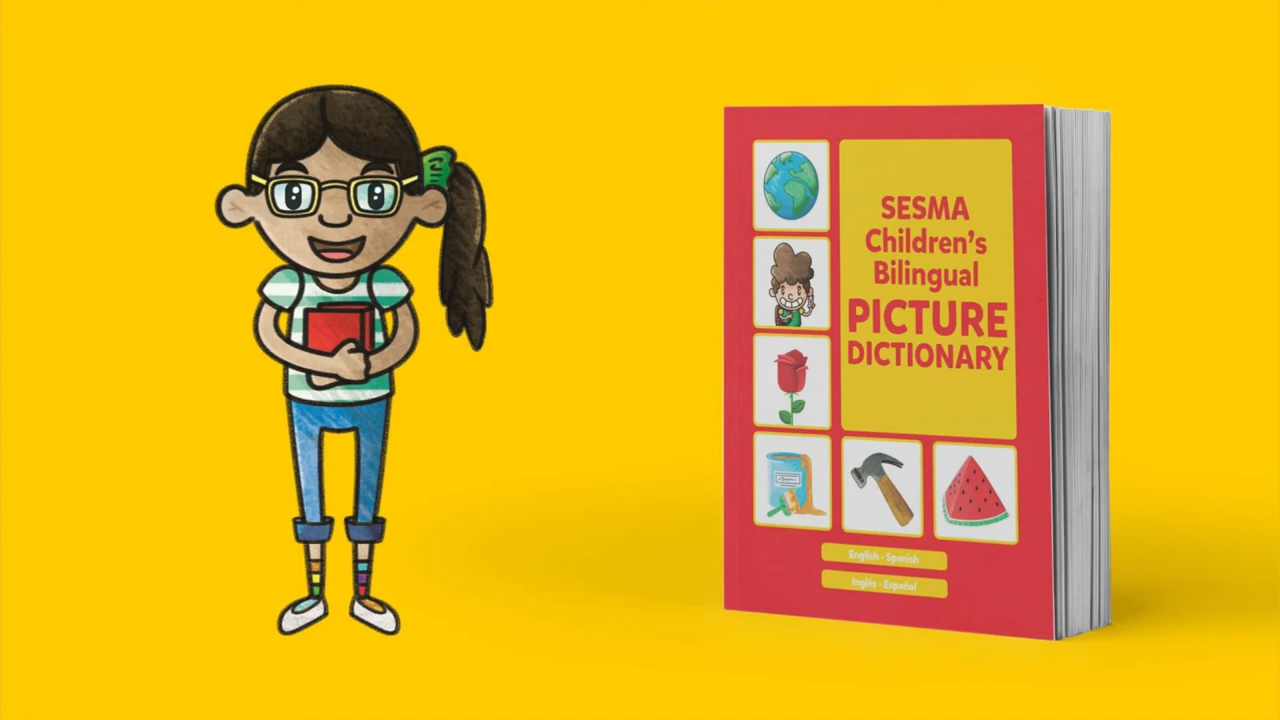 SESMA
Children's
Bilingual
PICTURE
DICTIONARY
English - Spanish
Inglés - Español